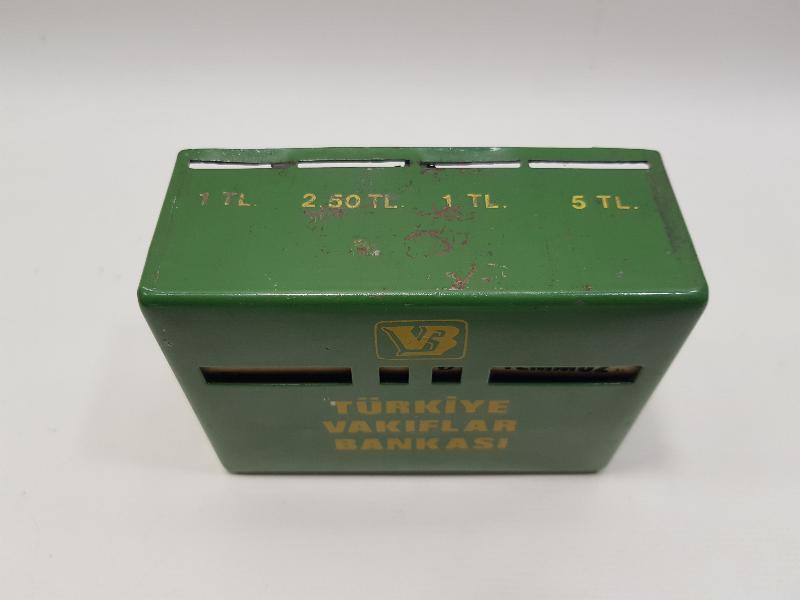 1 TL. 2.50 TL. 1 TL. 5 TL.
VB
TEMMUZ
TÜRKİYE
VAKIFLAR
BANKASI